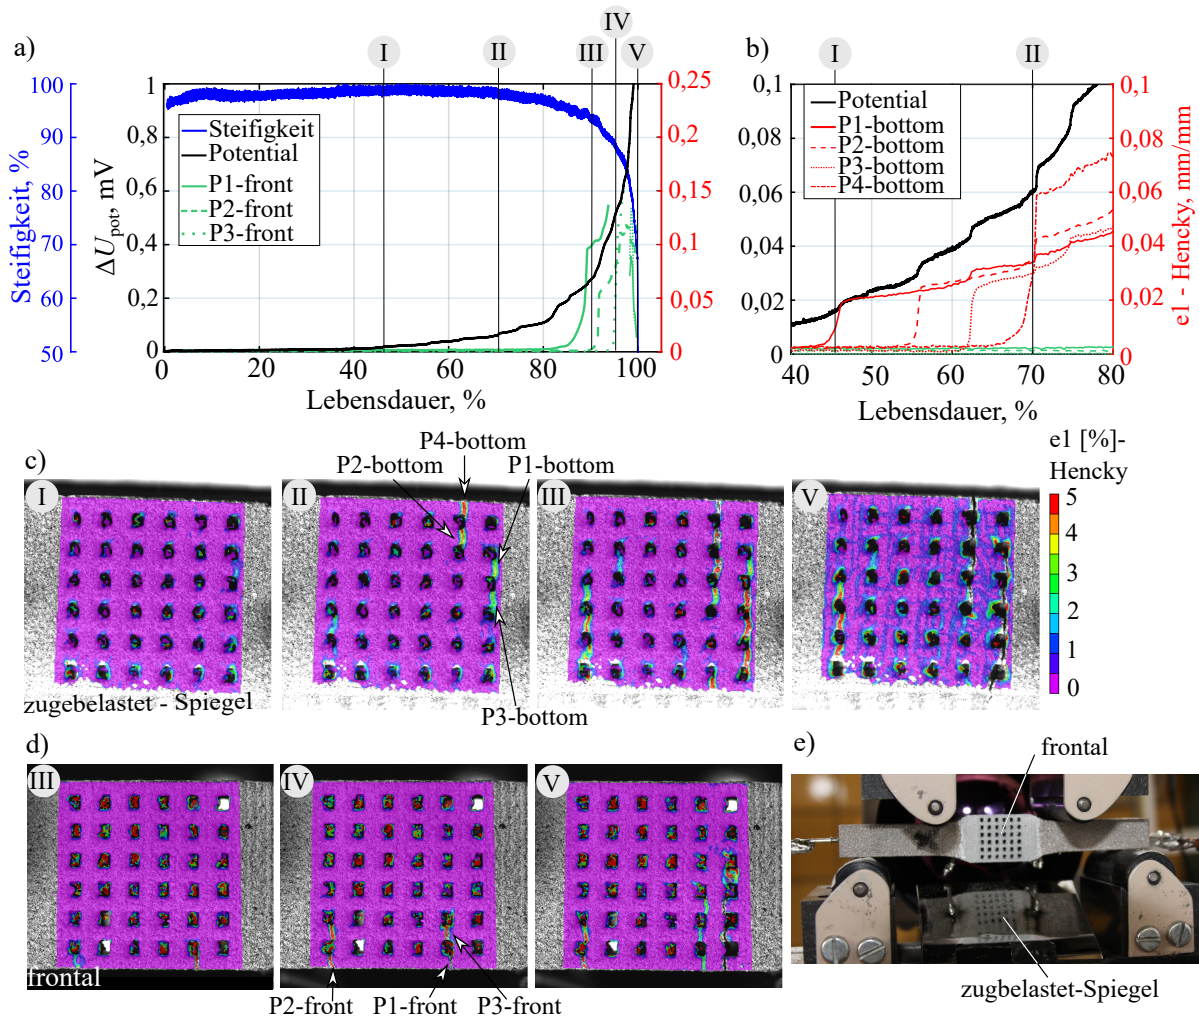 a)
I
II
III
IV
V
100
90
80
70
60
50
Steifigkeit, %
1
0,8
0,6
0,4
0,2
1
ΔUpot, mV
Steifigkeit
Potential
P1-front
P2-front
P3-front
0,25
0,2
0,15
0,1
0,05
0
0
20
40
60
80
100
Lebensdauer, %
b)
I
II
0,1
0,08
0,06
0,04
0,02
0
Potential
P1-bottom
P2-bottom
P3-bottom
P4-bottom
0,1
0,08
0,06
0,04
0,02
0
e1 - Hencky, mm/mm
40
50
60
70
80
Lebensdauer, %
c)
P4-bottom
P2-bottom
P1-bottom
I
II
III
V
zugebelastet - Spiegel
P3-bottom
e1 [%]-
Hencky
5
4
3
2
1
0
d)
III
IV
V
frontal
P2-front
P1-front
P3-front
e)
frontal
zugbelastet-Spiegel